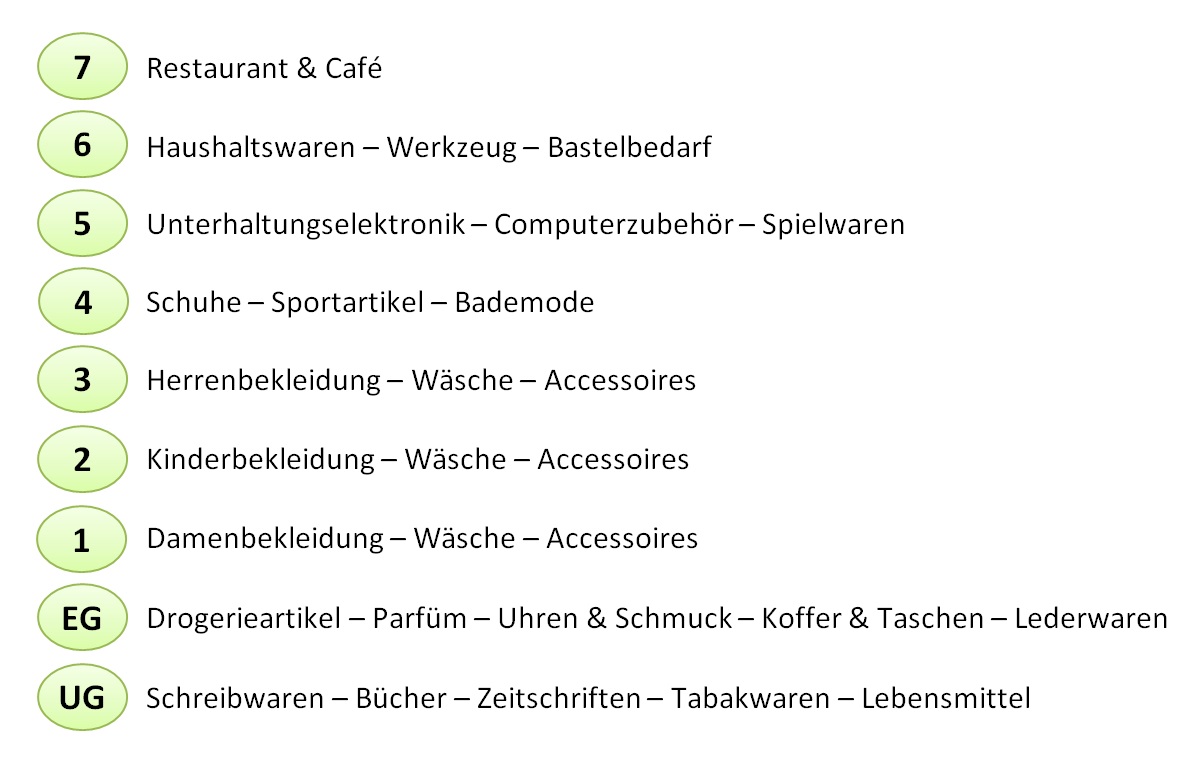 7 Restaurant & Café
6 Haushaltswaren – Werkzeug – Bastelbedarf
5 Unterhaltungselektronik – Computerzubehör – Spielwaren
4 Schuhe – Sportartikel – Bademode
3 Herrenbekleidung – Wäsche – Accessoires
2 Kinderbekleidung – Wäsche – Accessoires
1 Damenbekleidung – Wäsche – Accessoires
EG Drogerieartikel – Parfüm – Uhren & Schmuck – Koffer & Taschen – Lederwaren
UG Schreibwaren – Bücher – Zeitschriften – Tabakwaren – Lebensmittel